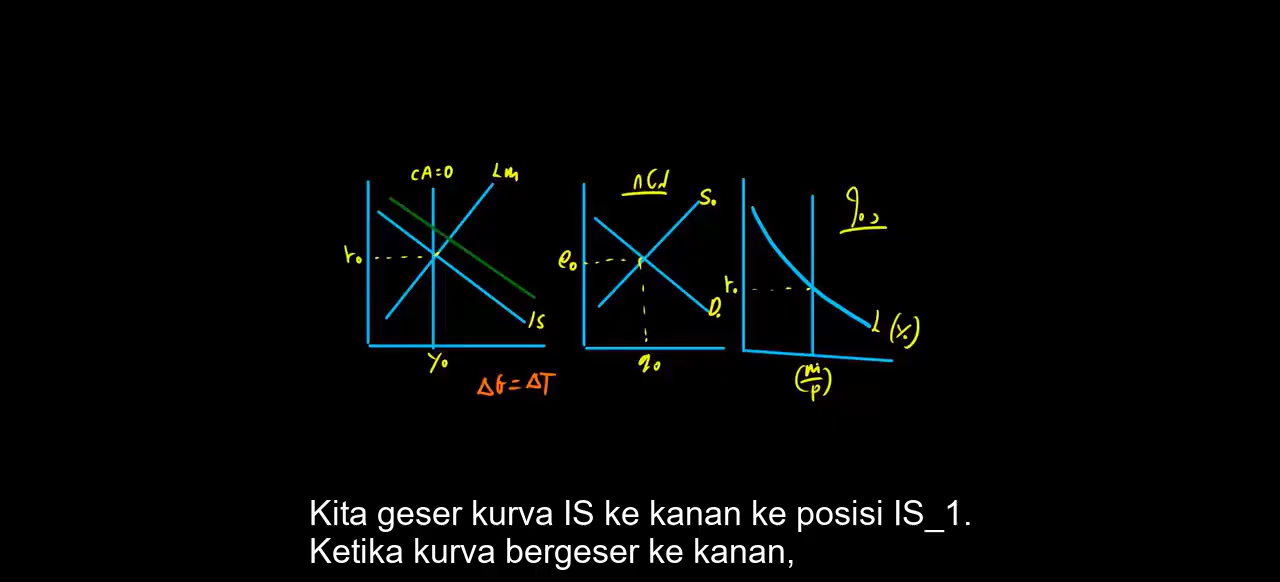 CA=0
LM
r₀
IS
Y₀
ΔG = ΔT
S₀
e₀
D₀
q₀
r₀
L (Y₀)
(M/P)
Kita geser kurva IS ke kanan ke posisi IS_1.
Ketika kurva bergeser ke kanan,